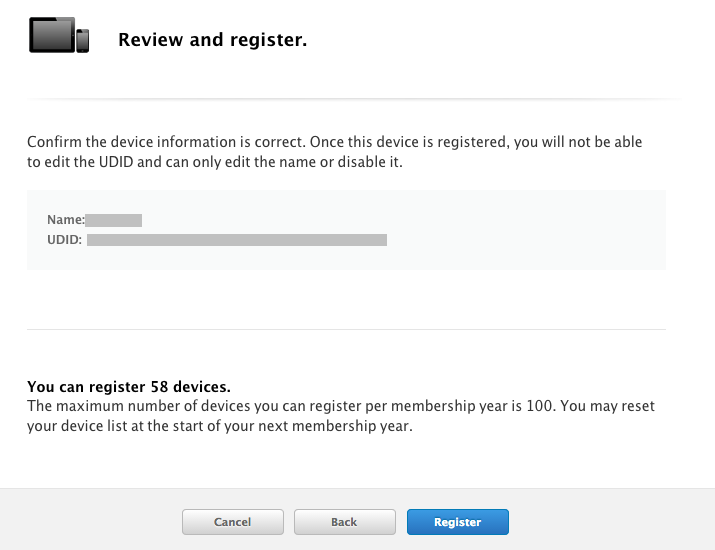 Review and register.
Confirm the device information is correct. Once this device is registered, you will not be able
to edit the UDID and can only edit the name or disable it.
Name:
UDID:
You can register 58 devices.
The maximum number of devices you can register per membership year is 100. You may reset
your device list at the start of your next membership year.
Cancel
Back
Register